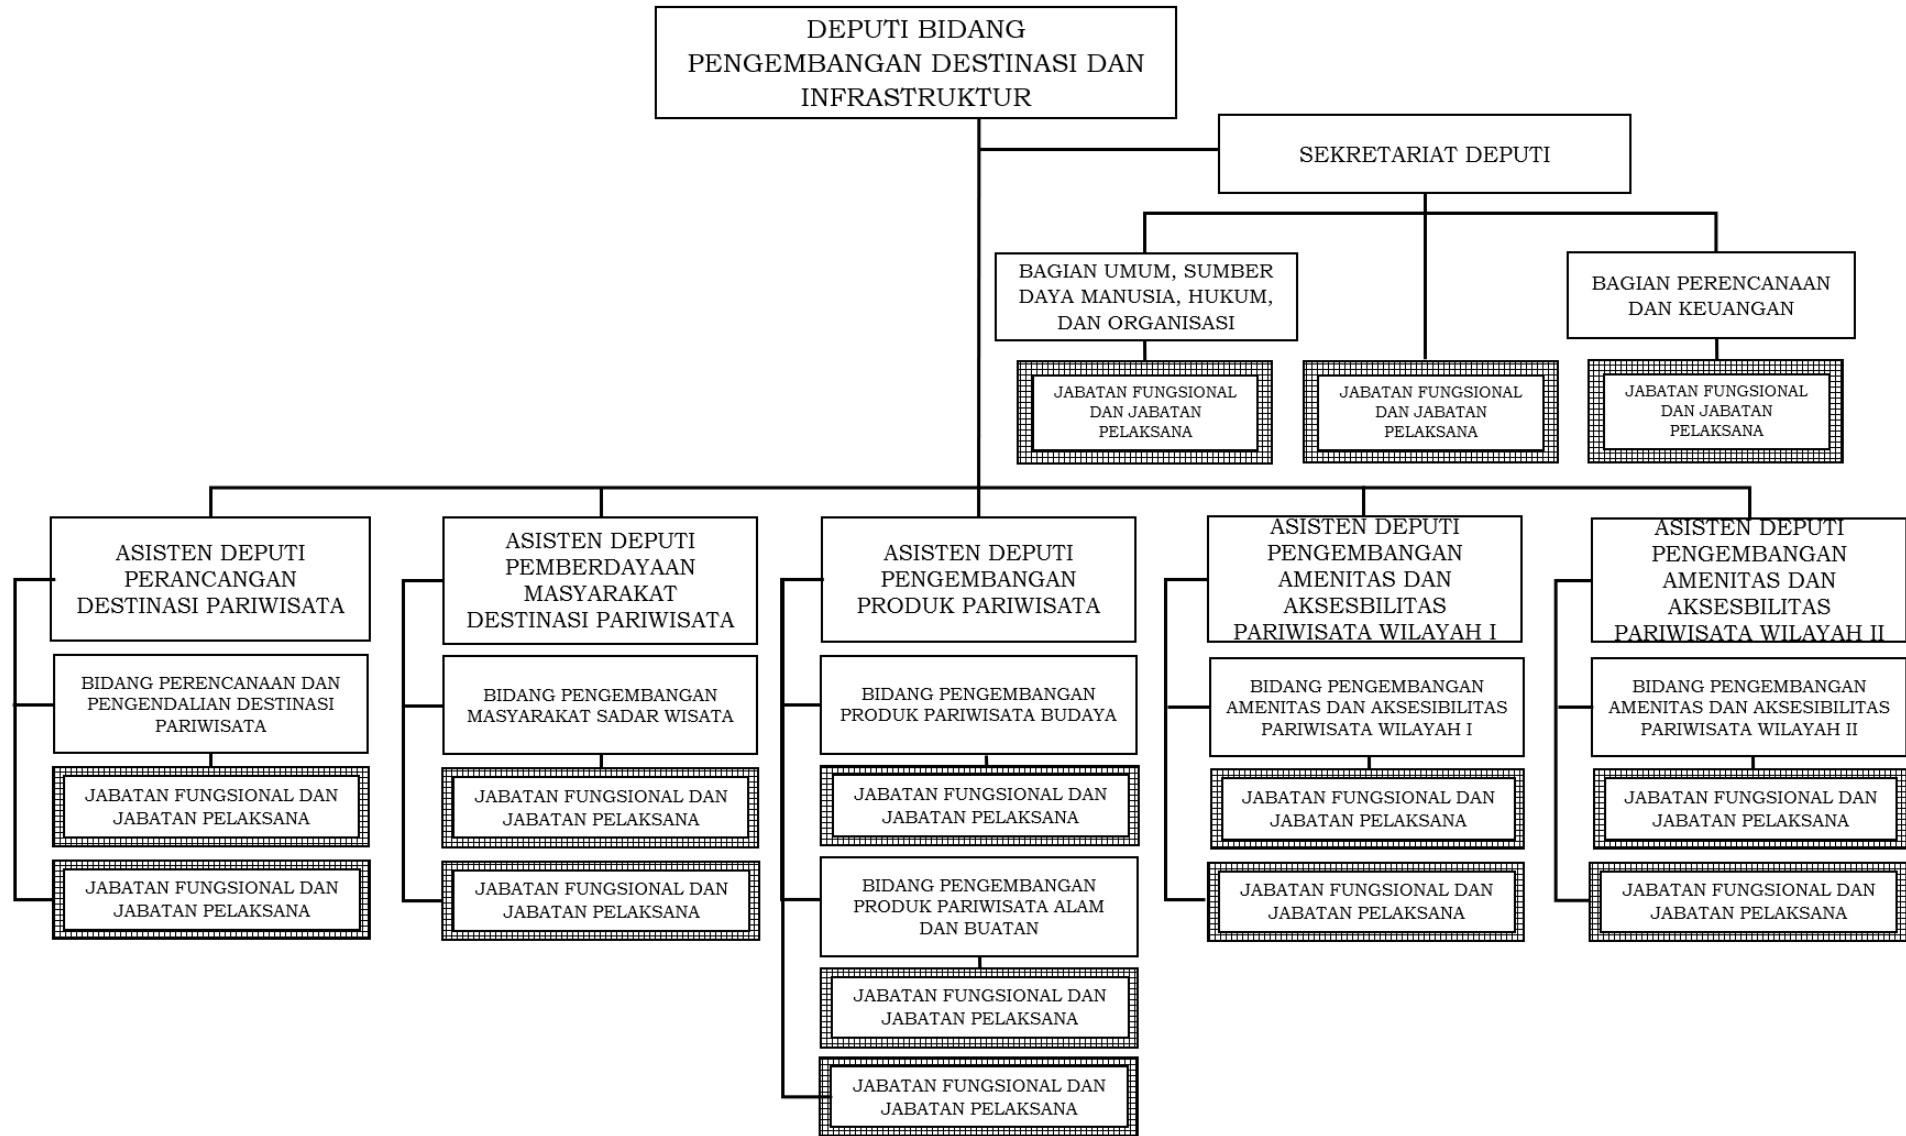 DEPUTI BIDANG
PENGEMBANGAN DESTINASI DAN
INFRASTRUKTUR
SEKRETARIAT DEPUTI
BAGIAN UMUM, SUMBER
DAYA MANUSIA, HUKUM,
DAN ORGANISASI
BAGIAN PERENCANAAN
DAN KEUANGAN
JABATAN FUNGSIONAL
DAN JABATAN
PELAKSANA
JABATAN FUNGSIONAL
DAN JABATAN
PELAKSANA
JABATAN FUNGSIONAL
DAN JABATAN
PELAKSANA
ASISTEN DEPUTI
PERANCANGAN
DESTINASI PARIWISATA
BIDANG PERENCANAAN DAN
PENGENDALIAN DESTINASI
PARIWISATA
JABATAN FUNGSIONAL DAN
JABATAN PELAKSANA
JABATAN FUNGSIONAL DAN
JABATAN PELAKSANA
ASISTEN DEPUTI
PEMBERDAYAAN
MASYARAKAT
DESTINASI PARIWISATA
BIDANG PENGEMBANGAN
MASYARAKAT SADAR WISATA
JABATAN FUNGSIONAL DAN
JABATAN PELAKSANA
JABATAN FUNGSIONAL DAN
JABATAN PELAKSANA
ASISTEN DEPUTI
PENGEMBANGAN
PRODUK PARIWISATA
BIDANG PENGEMBANGAN
PRODUK PARIWISATA BUDAYA
JABATAN FUNGSIONAL DAN
JABATAN PELAKSANA
BIDANG PENGEMBANGAN
PRODUK PARIWISATA ALAM
DAN BUATAN
JABATAN FUNGSIONAL DAN
JABATAN PELAKSANA
JABATAN FUNGSIONAL DAN
JABATAN PELAKSANA
ASISTEN DEPUTI
PENGEMBANGAN
AMENITAS DAN
AKSESBILITAS
PARIWISATA WILAYAH I
BIDANG PENGEMBANGAN
AMENITAS DAN AKSESIBILITAS
PARIWISATA WILAYAH I
JABATAN FUNGSIONAL DAN
JABATAN PELAKSANA
JABATAN FUNGSIONAL DAN
JABATAN PELAKSANA
ASISTEN DEPUTI
PENGEMBANGAN
AMENITAS DAN
AKSESBILITAS
PARIWISATA WILAYAH II
BIDANG PENGEMBANGAN
AMENITAS DAN AKSESIBILITAS
PARIWISATA WILAYAH II
JABATAN FUNGSIONAL DAN
JABATAN PELAKSANA
JABATAN FUNGSIONAL DAN
JABATAN PELAKSANA